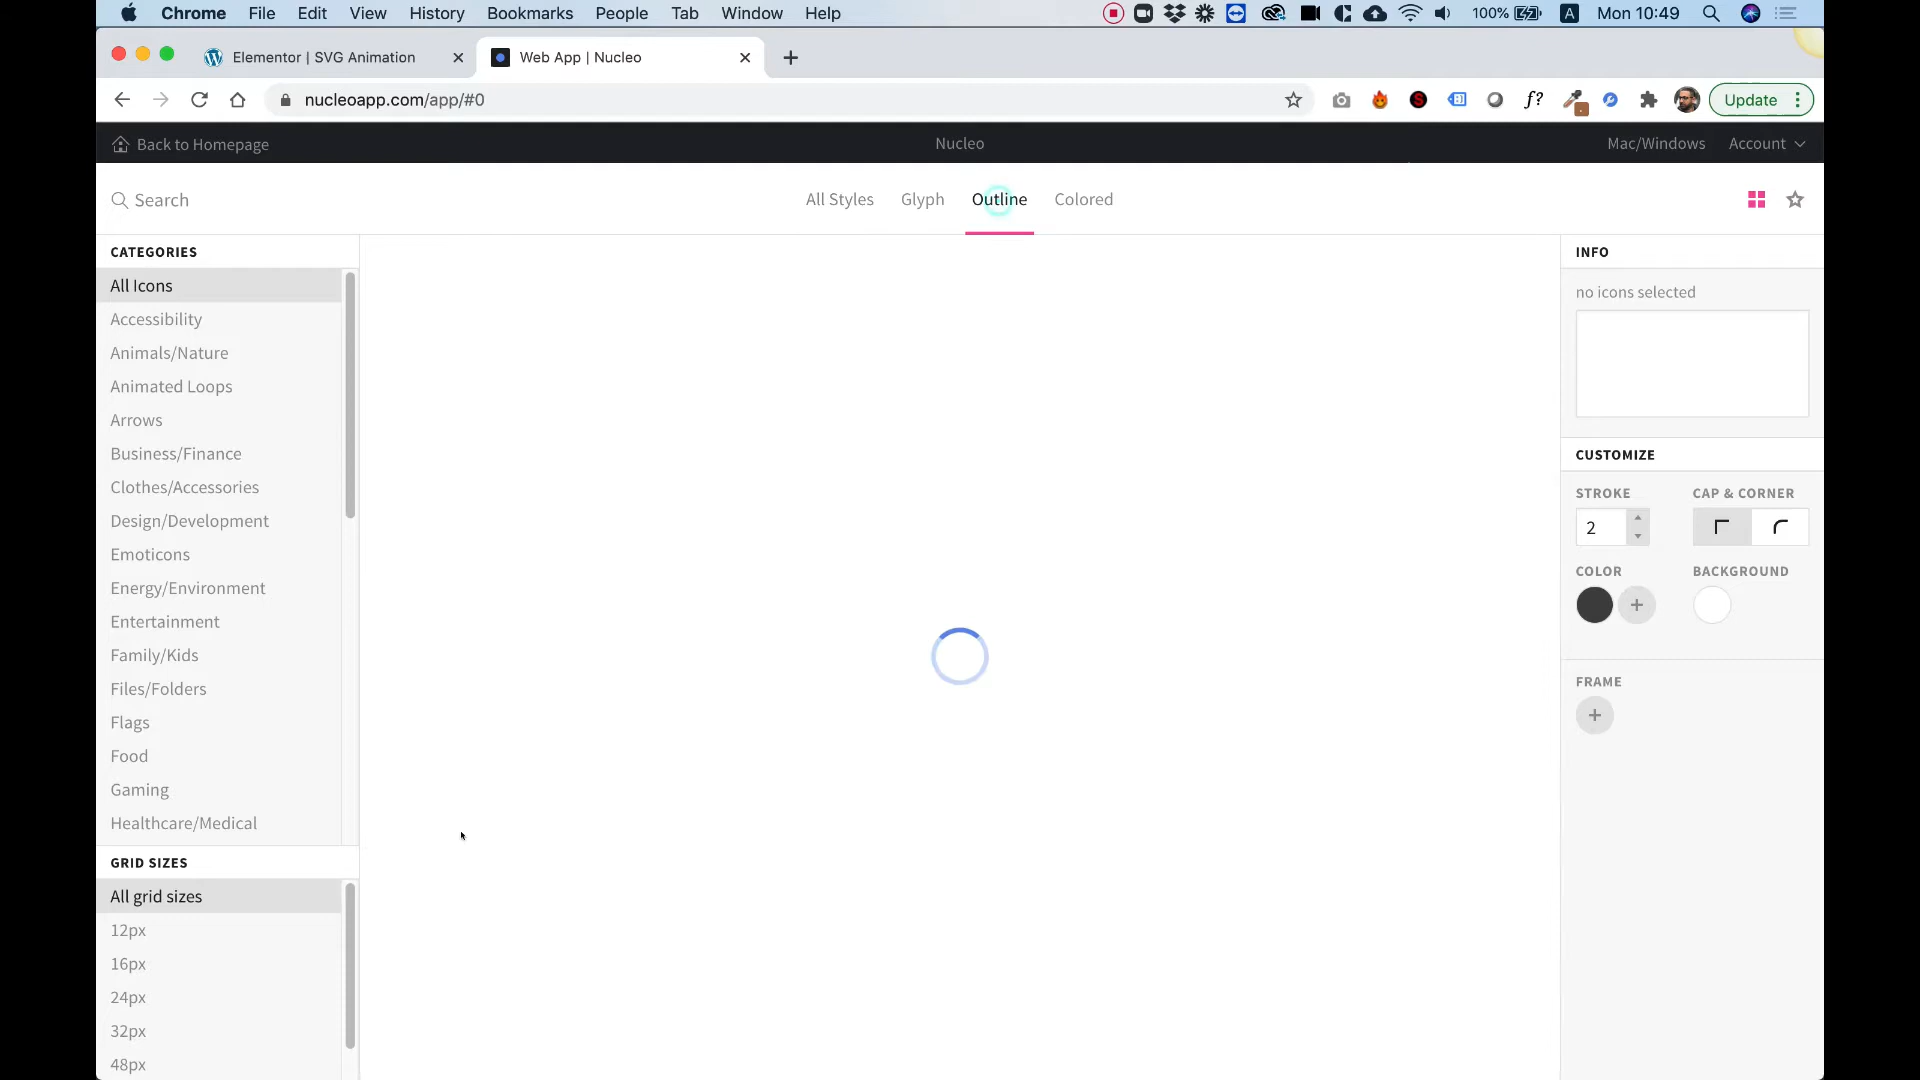 Chrome File Edit View History Bookmarks People Tab Window Help 100% A Mon 10:49
Elementor | SVG Animation
Web App | Nucleo
nucleoapp.com/app/#0 f? Update
Back to Homepage Nucleo Mac/Windows Account
Search All Styles Glyph Outline Colored
CATEGORIES
All Icons
Accessibility
Animals/Nature
Animated Loops
Arrows
Business/Finance
Clothes/Accessories
Design/Development
Emoticons
Energy/Environment
Entertainment
Family/Kids
Files/Folders
Flags
Food
Gaming
Healthcare/Medical
GRID SIZES
All grid sizes
12px
16px
24px
32px
48px
INFO
no icons selected
CUSTOMIZE
STROKE CAP & CORNER
2
COLOR BACKGROUND
FRAME